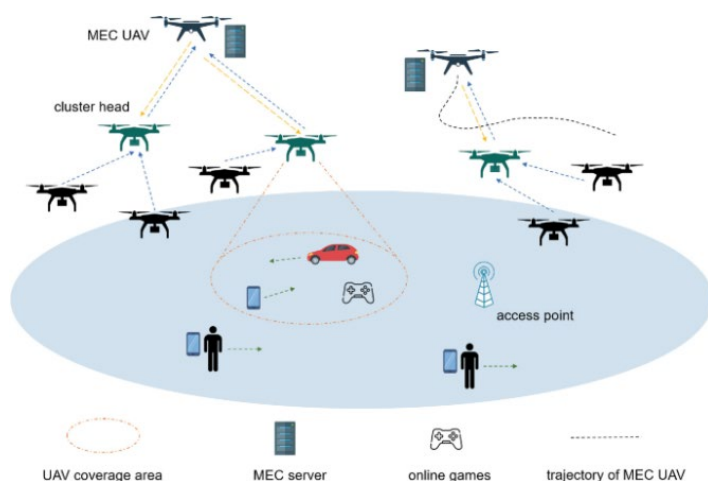 MEC UAV
cluster head
access point
UAV coverage area
MEC server
online games
trajectory of MEC UAV